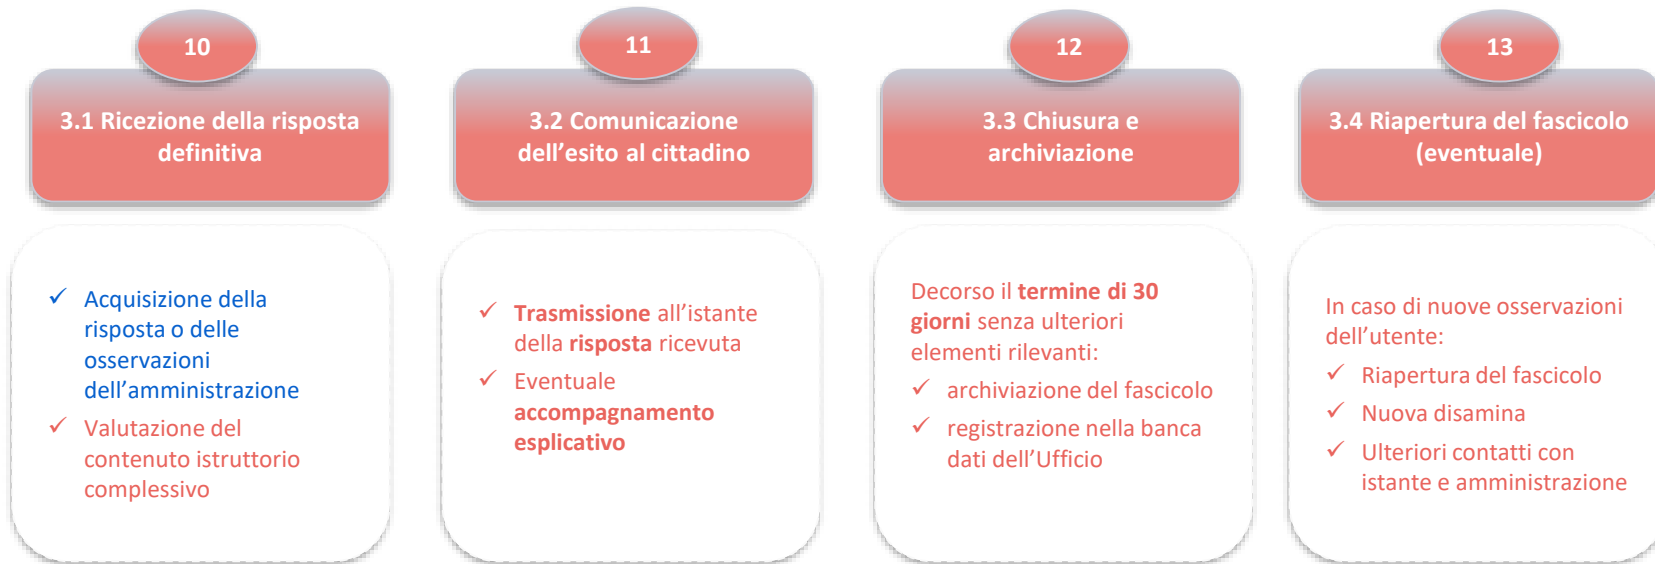 10
3.1 Ricezione della risposta
definitiva
✓ Acquisizione della
risposta o delle
osservazioni
dell’amministrazione
✓ Valutazione del
contenuto istruttorio
complessivo
11
3.2 Comunicazione
dell’esito al cittadino
✓ Trasmissione all’istante
della risposta ricevuta
✓ Eventuale
accompagnamento
esplicativo
12
3.3 Chiusura e
archiviazione
Decorso il termine di 30
giorni senza ulteriori
elementi rilevanti:
✓ archiviazione del fascicolo
✓ registrazione nella banca
dati dell’Ufficio
13
3.4 Riapertura del fascicolo
(eventuale)
In caso di nuove osservazioni
dell’utente:
✓ Riapertura del fascicolo
✓ Nuova disamina
✓ Ulteriori contatti con
istante e amministrazione